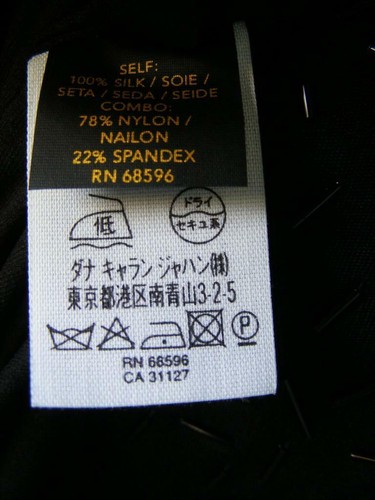 SELF:
100% SILK / SOIE /
SETA / SEDA / SEIDE
COMBO:
78% NYLON /
NAILON
22% SPANDEX
RN 68596
低
ドライ
セキユ系
ダナ キャラン ジャパン(株)
東京都港区南青山3-2-5
P
RN 68596
CA 31127